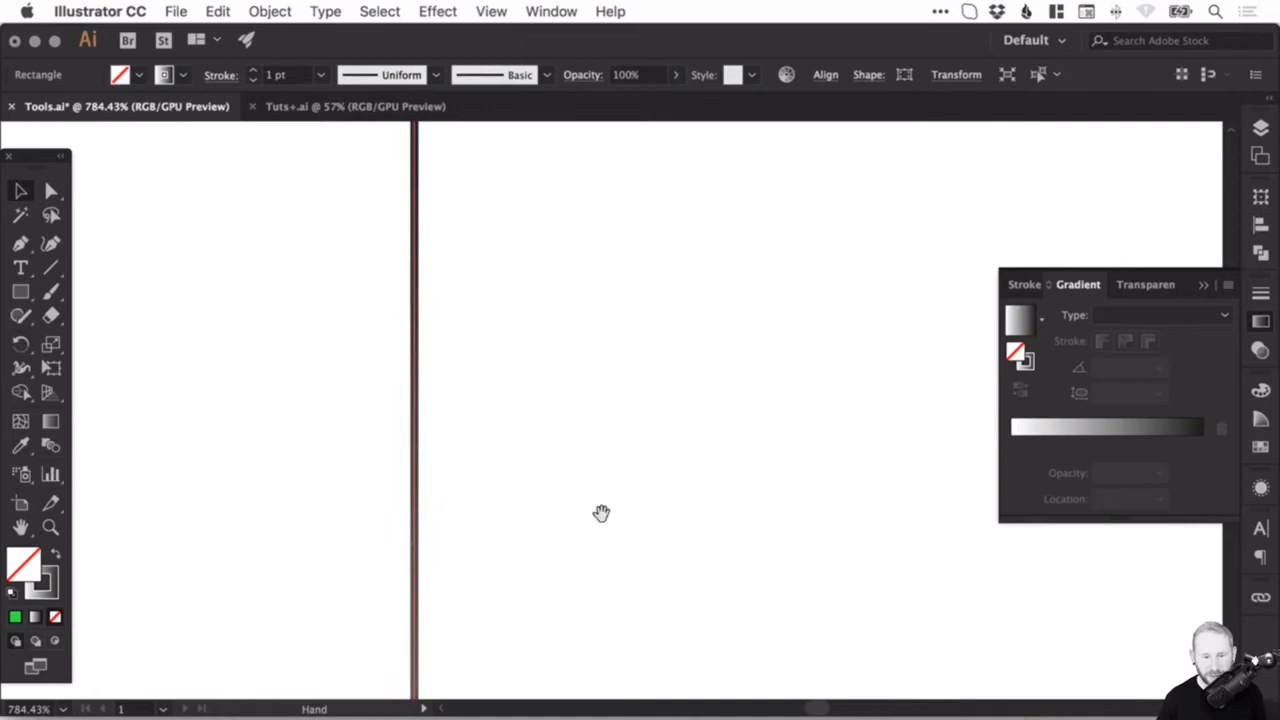 Illustrator CC File Edit Object Type Select Effect View Window Help
Ai Br St Default Search Adobe Stock
Rectangle Stroke: 1 pt Uniform Basic Opacity: 100% Style: Align Shape: Transform
Tools.ai* @ 784.43% (RGB/GPU Preview) Tuts+.ai @ 57% (RGB/GPU Preview)
Stroke Gradient Transparen
Type:
Stroke:
Opacity:
Location:
784.43% 1 Hand